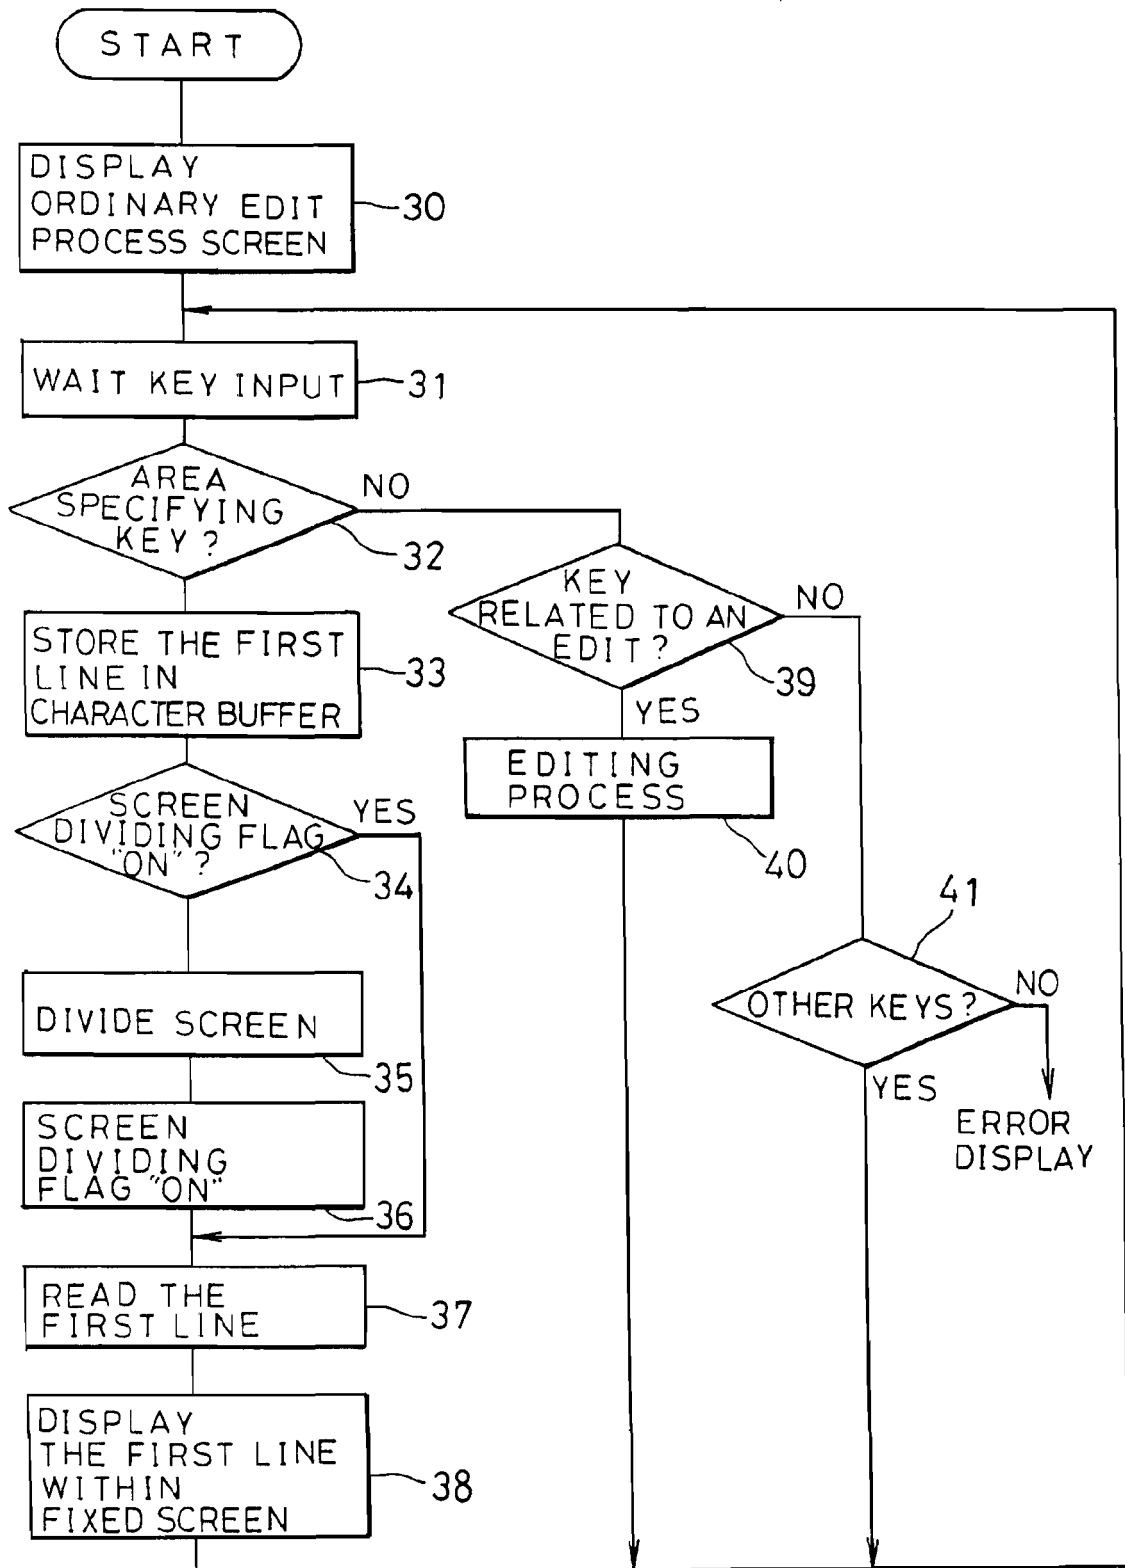 START
DISPLAY
ORDINARY EDIT
PROCESS SCREEN
30
WAIT KEY INPUT
31
AREA
SPECIFYING
KEY?
NO
32
STORE THE FIRST
LINE IN
CHARACTER BUFFER
33
SCREEN
DIVIDING FLAG
"ON"?
YES
34
DIVIDE SCREEN
35
SCREEN
DIVIDING
FLAG "ON"
36
READ THE
FIRST LINE
37
DISPLAY
THE FIRST LINE
WITHIN
FIXED SCREEN
38
KEY
RELATED TO AN
EDIT?
NO
39
YES
EDITING
PROCESS
40
41
OTHER KEYS?
NO
YES
ERROR
DISPLAY